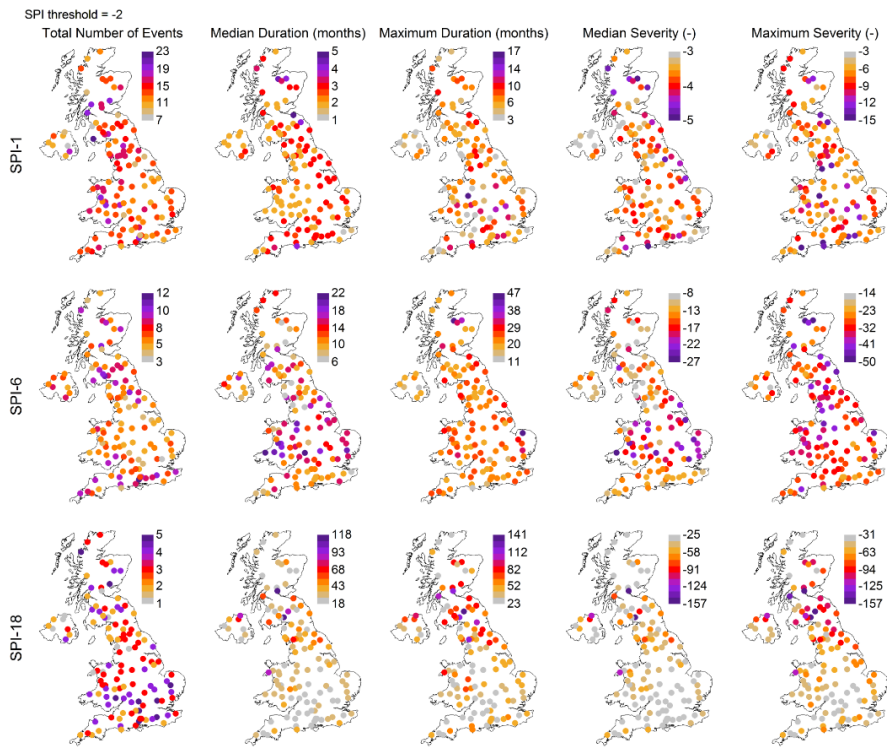 SPI threshold = -2
Total Number of Events Median Duration (months) Maximum Duration (months) Median Severity (-) Maximum Severity (-)
SPI-1
23 5 17 -3 -3
19 4 14 -4 -6
15 3 10 -4 -9
11 2 6 -5 -12
7 1 3 -5 -15
SPI-6
12 22 47 -8 -14
10 18 38 -13 -23
8 14 29 -17 -32
5 10 20 -22 -41
3 6 11 -27 -50
SPI-18
5 118 141 -25 -31
4 93 112 -58 -63
3 68 82 -91 -94
2 43 52 -124 -125
1 18 23 -157 -157